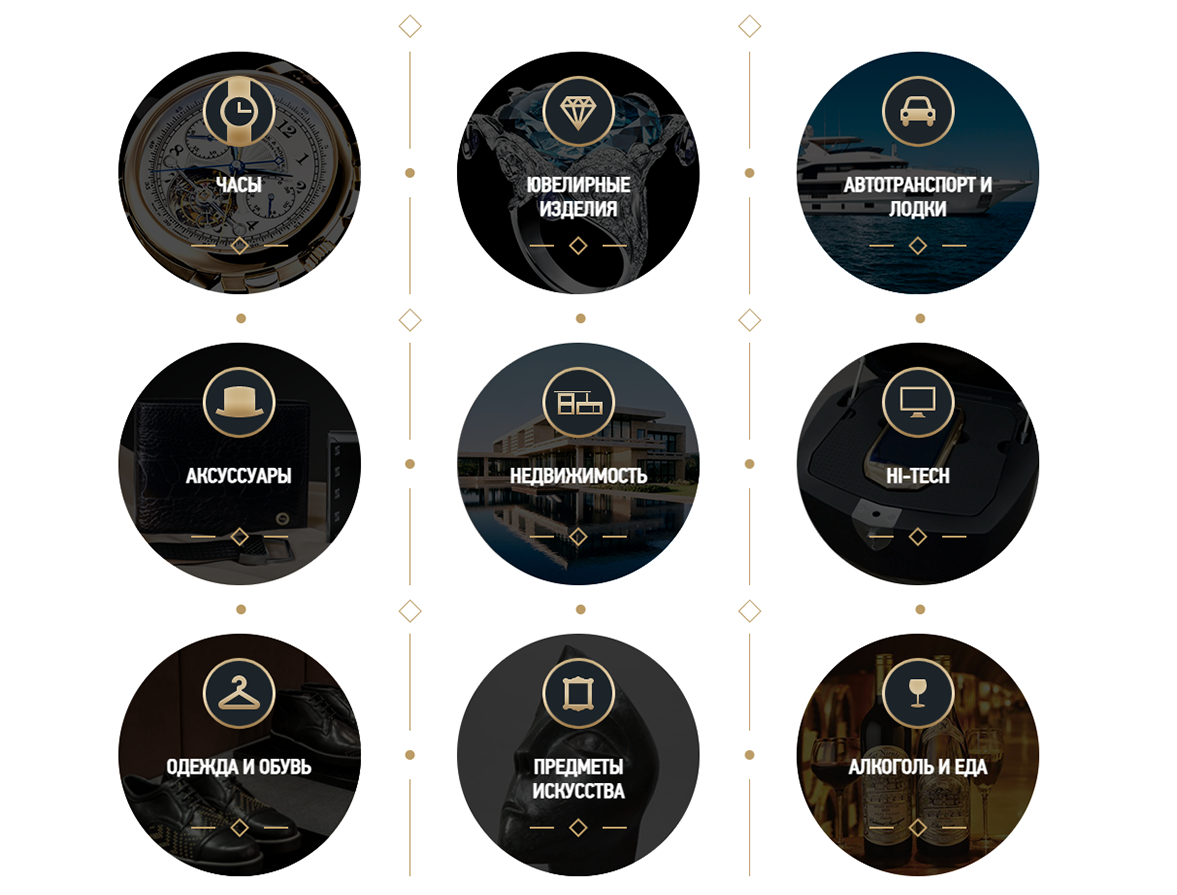 ЧАСЫ
ЮВЕЛИРНЫЕ
ИЗДЕЛИЯ
АВТОТРАНСПОРТ И
ЛОДКИ
АКСУССУАРЫ
НЕДВИЖИМОСТЬ
HI-TECH
ОДЕЖДА И ОБУВЬ
ПРЕДМЕТЫ
ИСКУССТВА
АЛКОГОЛЬ И ЕДА